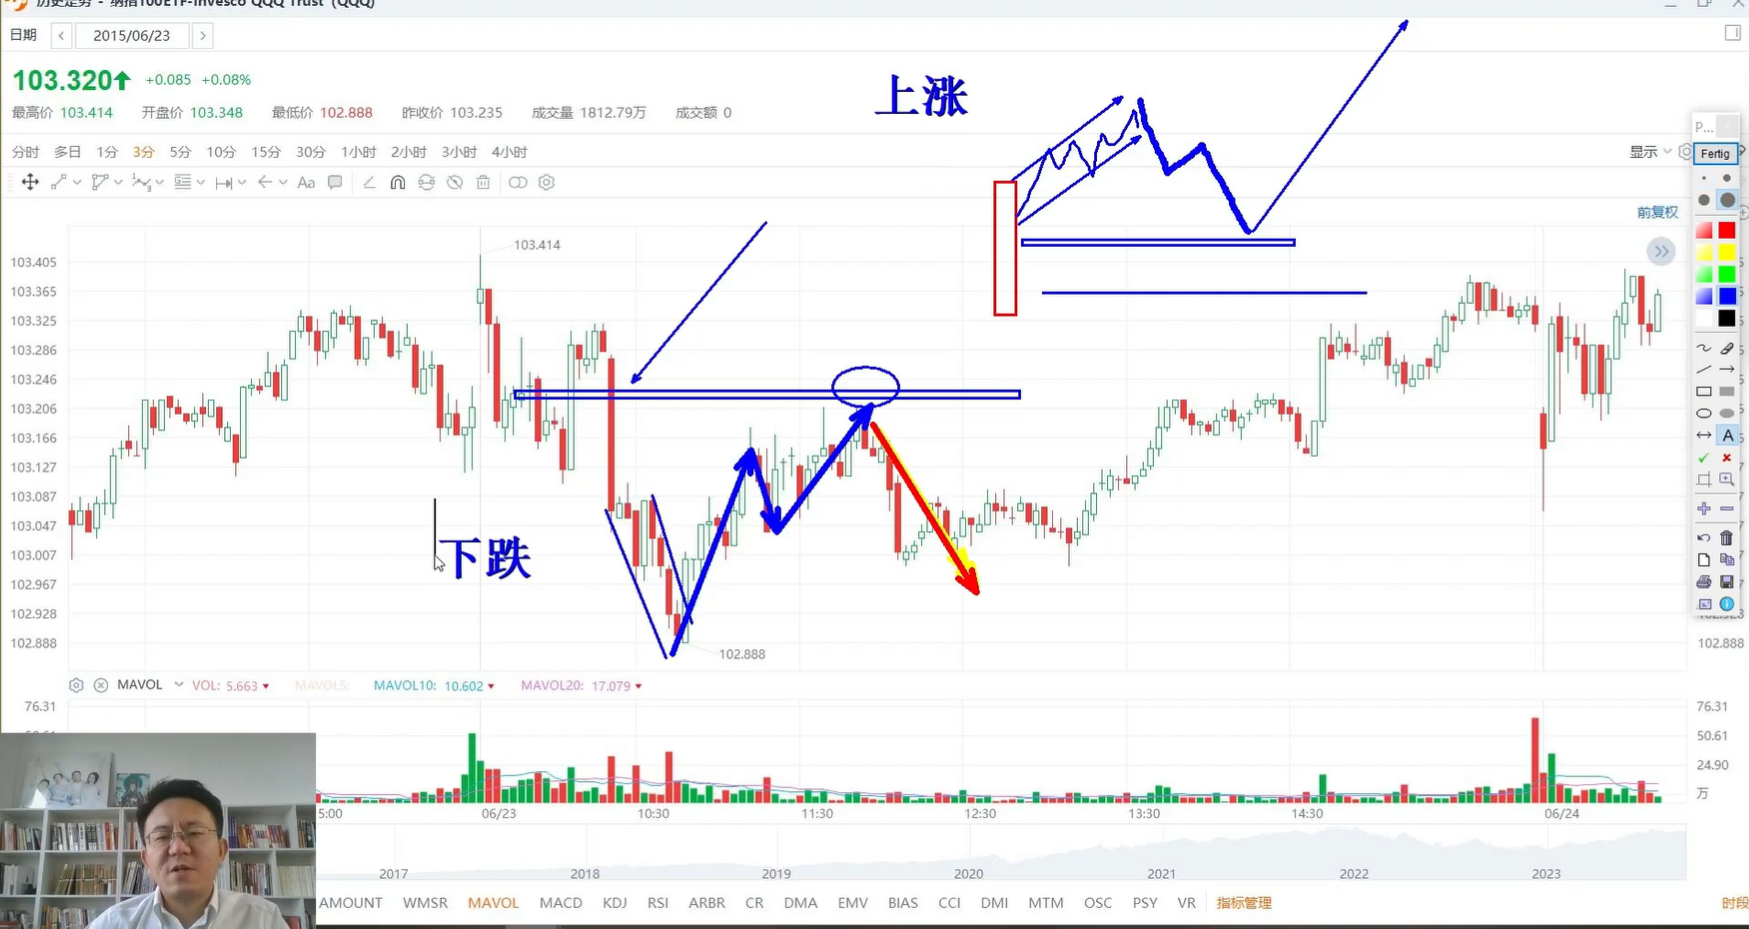 历史走势 - 纳指100ETF-Invesco QQQ Trust (QQQ)
日期 2015/06/23
103.320 +0.085 +0.08%
最高价 103.414 开盘价 103.348 最低价 102.888 昨收价 103.235 成交量 1812.79万 成交额 0
上涨
分时 多日 1分 3分 5分 10分 15分 30分 1小时 2小时 3小时 4小时 显示
Aa
前复权
P...
Fertig
A
103.414
103.405
103.365
103.325
103.286
103.246
103.206
103.166
103.127
103.087
103.047
103.007
102.967
102.928
102.888
下跌
102.888
102.888
MAVOL VOL: 5.663 MAVOL5: MAVOL10: 10.602 MAVOL20: 17.079
76.31 76.31
50.61
24.90
万
5:00 06/23 10:30 11:30 12:30 13:30 14:30 06/24
2017 2018 2019 2020 2021 2022 2023
AMOUNT WMSR MAVOL MACD KDJ RSI ARBR CR DMA EMV BIAS CCI DMI MTM OSC PSY VR 指标管理 时段